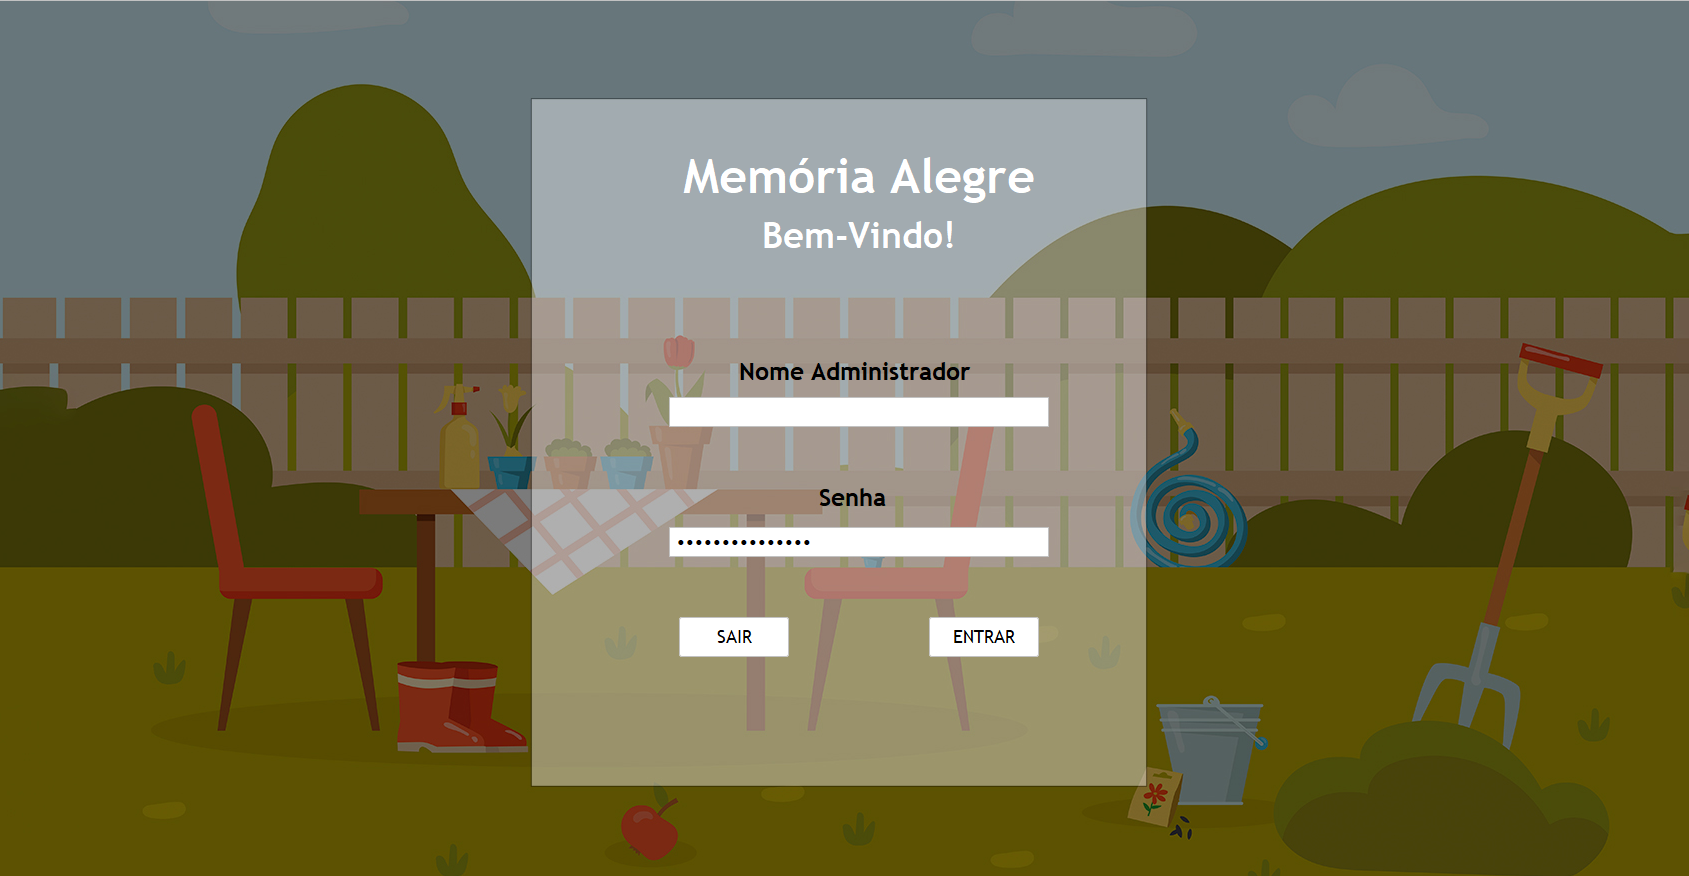 Memória Alegre
Bem-Vindo!
Nome Administrador
Senha
•••••••••••••••
SAIR
ENTRAR